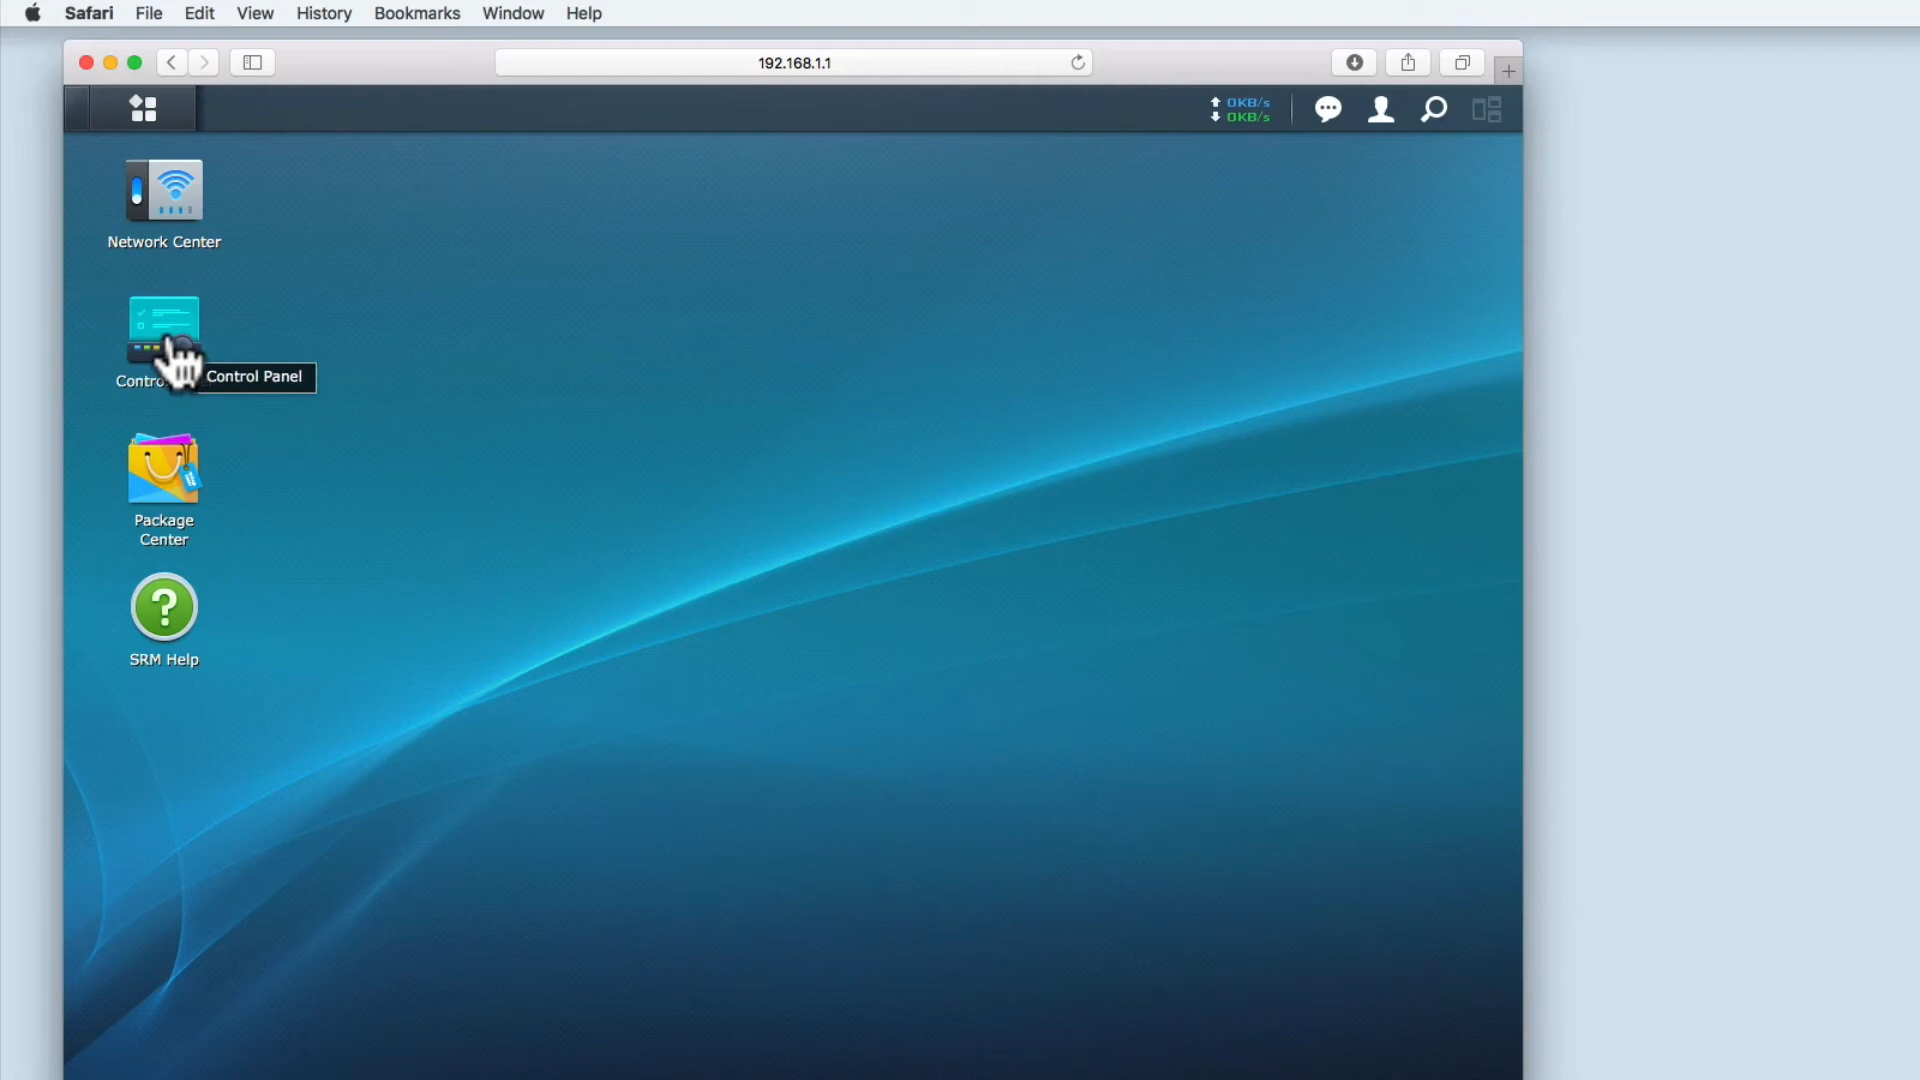 Safari File Edit View History Bookmarks Window Help
192.168.1.1
0KB/s
0KB/s
Network Center
Contro
Control Panel
Package
Center
SRM Help